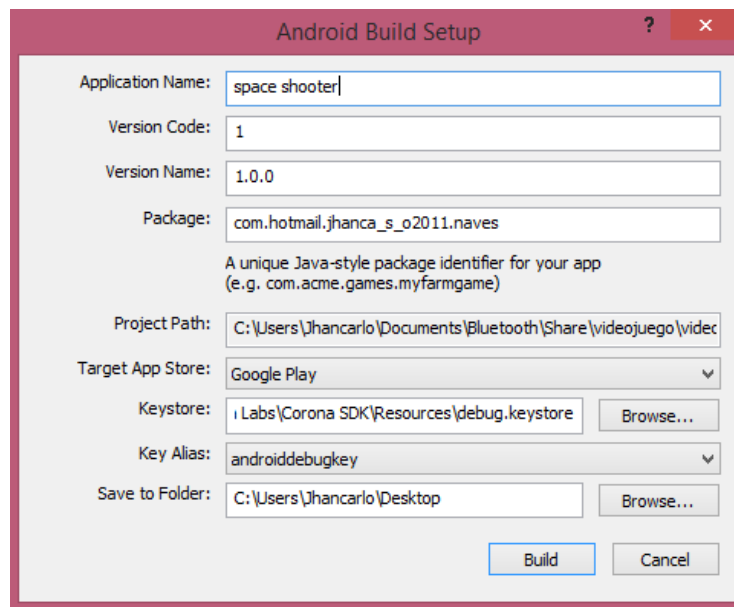 Android Build Setup ? ×
Application Name: space shooter
Version Code: 1
Version Name: 1.0.0
Package: com.hotmail.jhanca_s_o2011.naves
A unique Java-style package identifier for your app
(e.g. com.acme.games.myfarmgame)
Project Path: C:\Users\Jhancarlo\Documents\Bluetooth\Share\videojuego\videc
Target App Store: Google Play
Keystore: Labs\Corona SDK\Resources\debug.keystore Browse...
Key Alias: androiddebugkey
Save to Folder: C:\Users\Jhancarlo\Desktop Browse...
Build Cancel